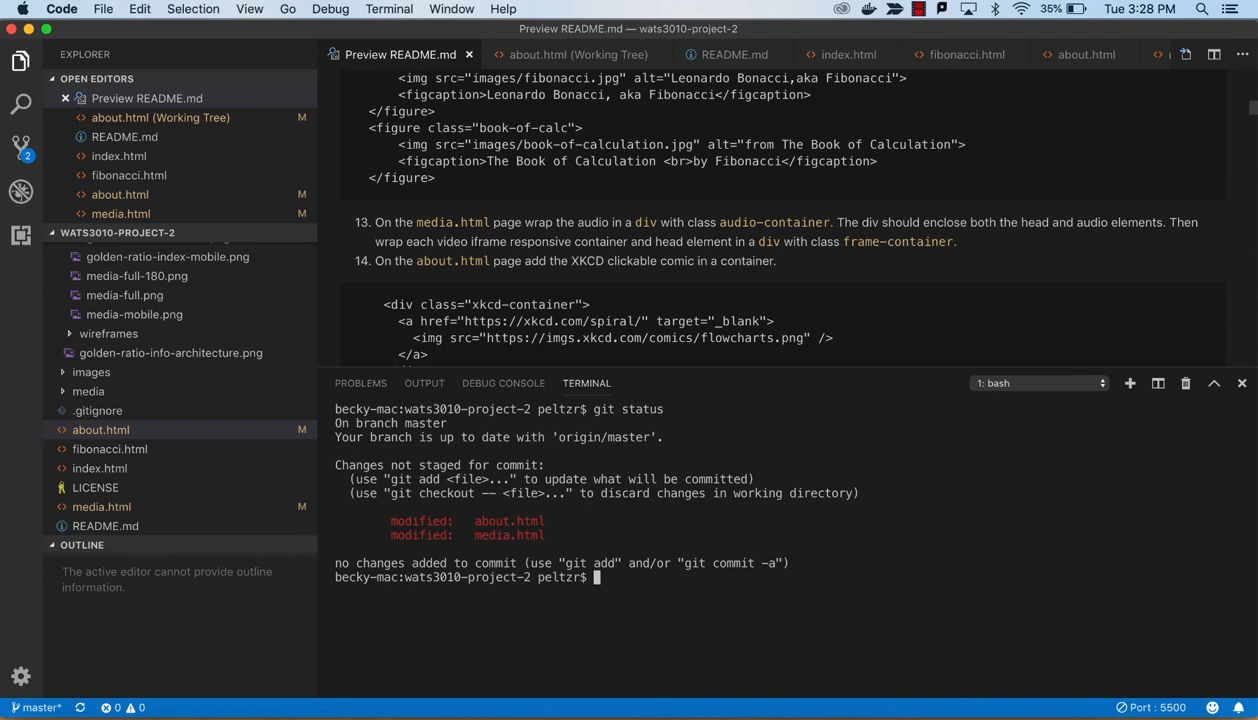 Code File Edit Selection View Go Debug Terminal Window Help 35% Tue 3:28 PM
Preview README.md — wats3010-project-2
EXPLORER
Preview README.md about.html (Working Tree) README.md index.html fibonacci.html about.html
OPEN EDITORS
Preview README.md
about.html (Working Tree) M
README.md
index.html
fibonacci.html
about.html M
media.html M
WATS3010-PROJECT-2
golden-ratio-index-mobile.png
media-full-180.png
media-full.png
media-mobile.png
wireframes
golden-ratio-info-architecture.png
images
media
.gitignore
about.html M
fibonacci.html
index.html
LICENSE
media.html M
README.md
OUTLINE
The active editor cannot provide outline
information.
<img src="images/fibonacci.jpg" alt="Leonardo Bonacci,aka Fibonacci">
<figcaption>Leonardo Bonacci, aka Fibonacci</figcaption>
</figure>
<figure class="book-of-calc">
<img src="images/book-of-calculation.jpg" alt="from The Book of Calculation">
<figcaption>The Book of Calculation <br>by Fibonacci</figcaption>
</figure>
13. On the media.html page wrap the audio in a div with class audio-container. The div should enclose both the head and audio elements. Then
wrap each video iframe responsive container and head element in a div with class frame-container.
14. On the about.html page add the XKCD clickable comic in a container.
<div class="xkcd-container">
<a href="https://xkcd.com/spiral/" target="_blank">
<img src="https://imgs.xkcd.com/comics/flowcharts.png" />
</a>
PROBLEMS OUTPUT DEBUG CONSOLE TERMINAL 1: bash
becky-mac:wats3010-project-2 peltzr$ git status
On branch master
Your branch is up to date with 'origin/master'.
Changes not staged for commit:
(use "git add <file>..." to update what will be committed)
(use "git checkout -- <file>..." to discard changes in working directory)
modified: about.html
modified: media.html
no changes added to commit (use "git add" and/or "git commit -a")
becky-mac:wats3010-project-2 peltzr$
2
master* 0 0 Port : 5500